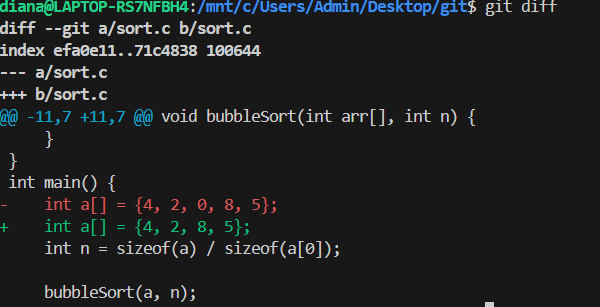 diana@LAPTOP-RS7NFBH4:/mnt/c/Users/Admin/Desktop/git$ git diff
diff --git a/sort.c b/sort.c
index efa0e11..71c4838 100644
--- a/sort.c
+++ b/sort.c
@@ -11,7 +11,7 @@ void bubbleSort(int arr[], int n) {
     }
 }
 int main() {
-    int a[] = {4, 2, 0, 8, 5};
+    int a[] = {4, 2, 8, 5};
     int n = sizeof(a) / sizeof(a[0]);

     bubbleSort(a, n);